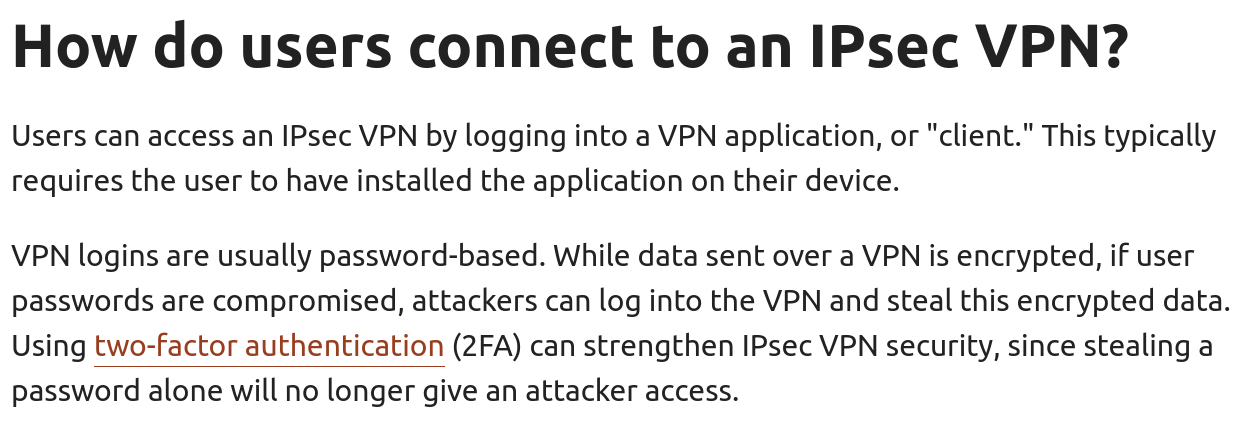 How do users connect to an IPsec VPN?
Users can access an IPsec VPN by logging into a VPN application, or "client." This typically
requires the user to have installed the application on their device.
VPN logins are usually password-based. While data sent over a VPN is encrypted, if user
passwords are compromised, attackers can log into the VPN and steal this encrypted data.
Using two-factor authentication (2FA) can strengthen IPsec VPN security, since stealing a
password alone will no longer give an attacker access.